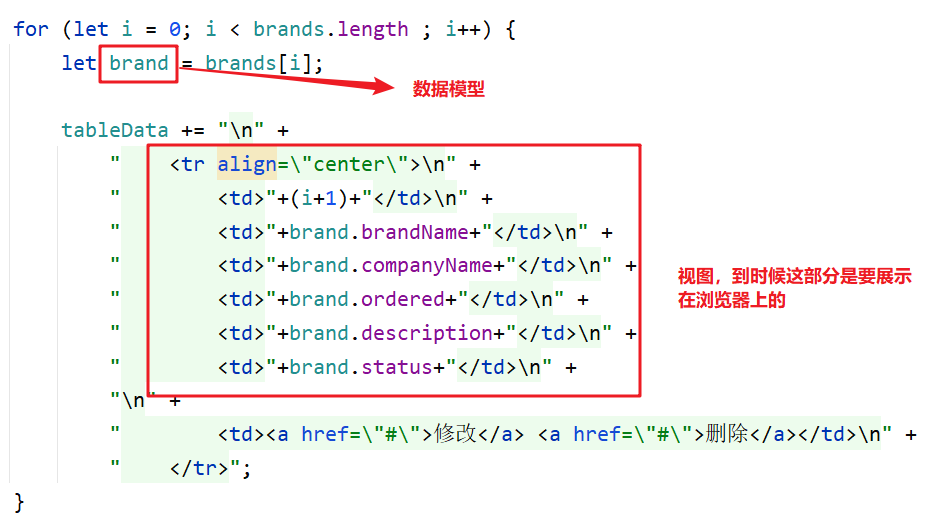 for (let i = 0; i < brands.length ; i++) {
let brand = brands[i];
数据模型
tableData += "\n" +
"    <tr align=\"center\">\n" +
"        <td>"+(i+1)+"</td>\n" +
"        <td>"+brand.brandName+"</td>\n" +
"        <td>"+brand.companyName+"</td>\n" +
"        <td>"+brand.ordered+"</td>\n" +
"        <td>"+brand.description+"</td>\n" +
"        <td>"+brand.status+"</td>\n" +
视图，到时候这部分是要展示
在浏览器上的
"\n" +
"        <td><a href=\"#\">修改</a> <a href=\"#\">删除</a></td>\n" +
"    </tr>";
}